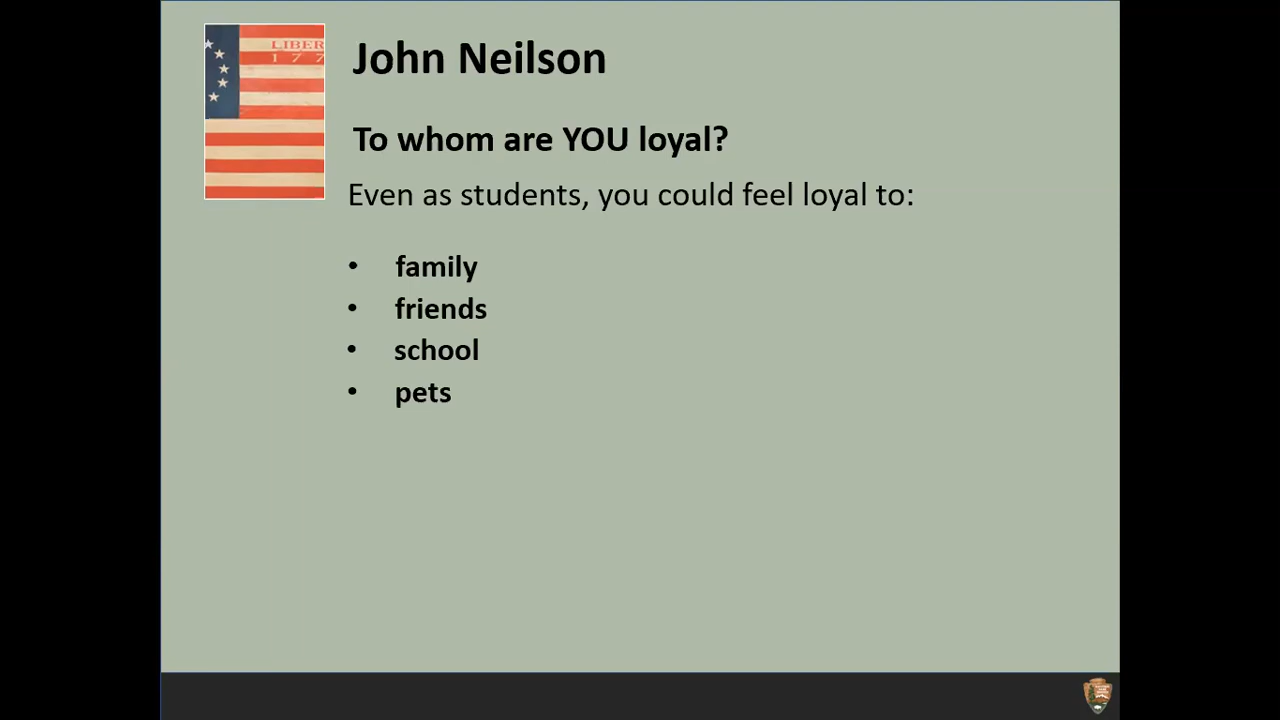 John Neilson
LIBER
177
To whom are YOU loyal?
Even as students, you could feel loyal to:
• family
• friends
• school
• pets